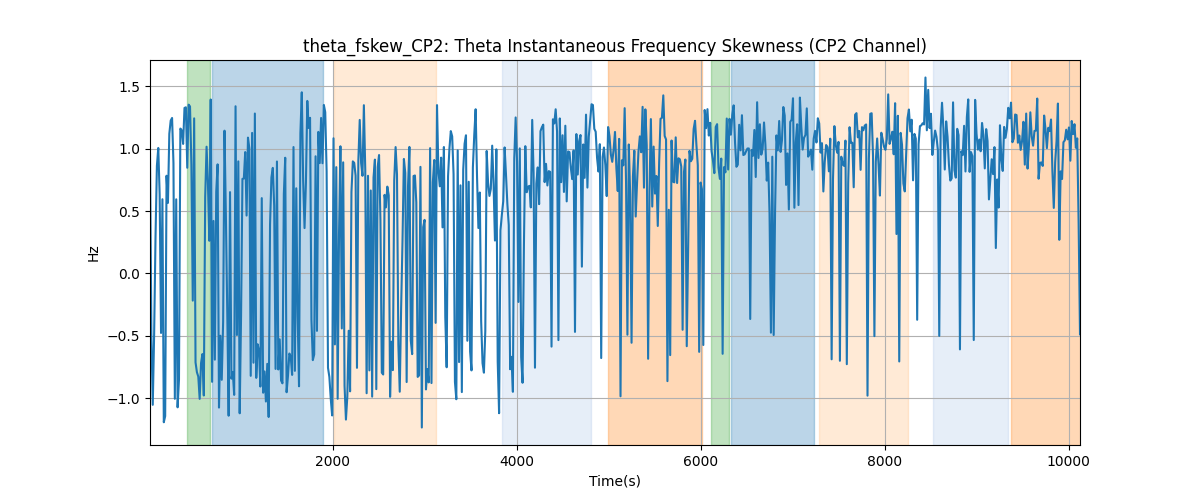 theta_fskew_CP2: Theta Instantaneous Frequency Skewness (CP2 Channel)
1.5
1.0
0.5
0.0
−0.5
−1.0
Hz
2000 4000 6000 8000 10000
Time(s)